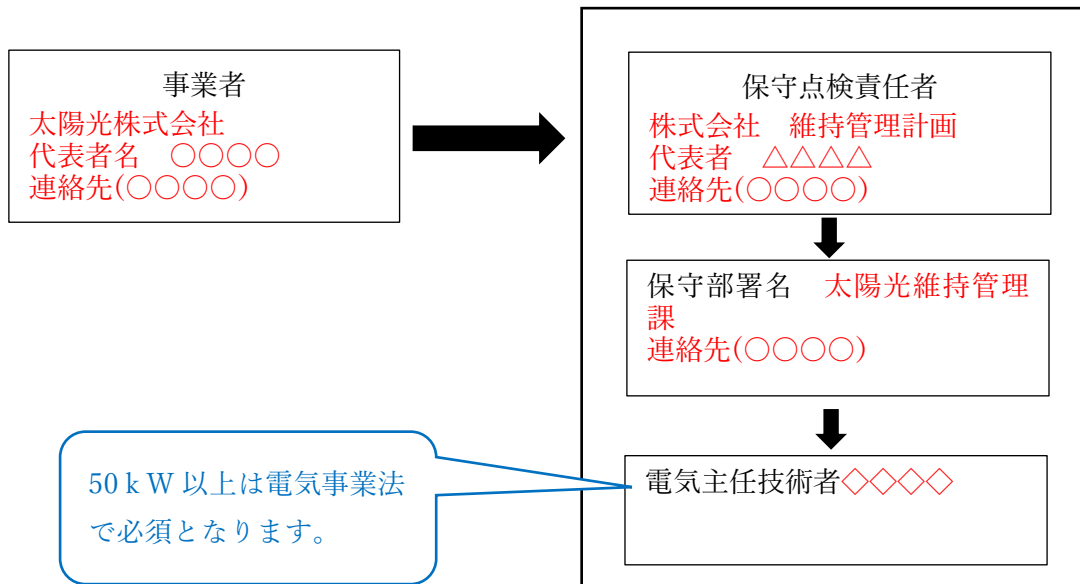 事業者
太陽光株式会社
代表者名　○○○○
連絡先(○○○○)
保守点検責任者
株式会社　維持管理計画
代表者　△△△△
連絡先(○○○○)
保守部署名　太陽光維持管理
課
連絡先(○○○○)
50ｋW 以上は電気事業法
で必須となります。
電気主任技術者◇◇◇◇